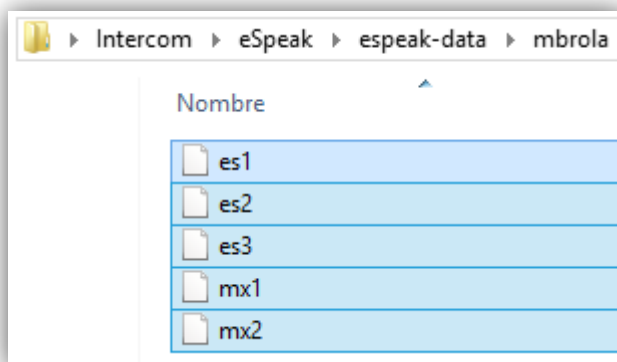 Intercom ▸ eSpeak ▸ espeak-data ▸ mbrola
Nombre
es1
es2
es3
mx1
mx2